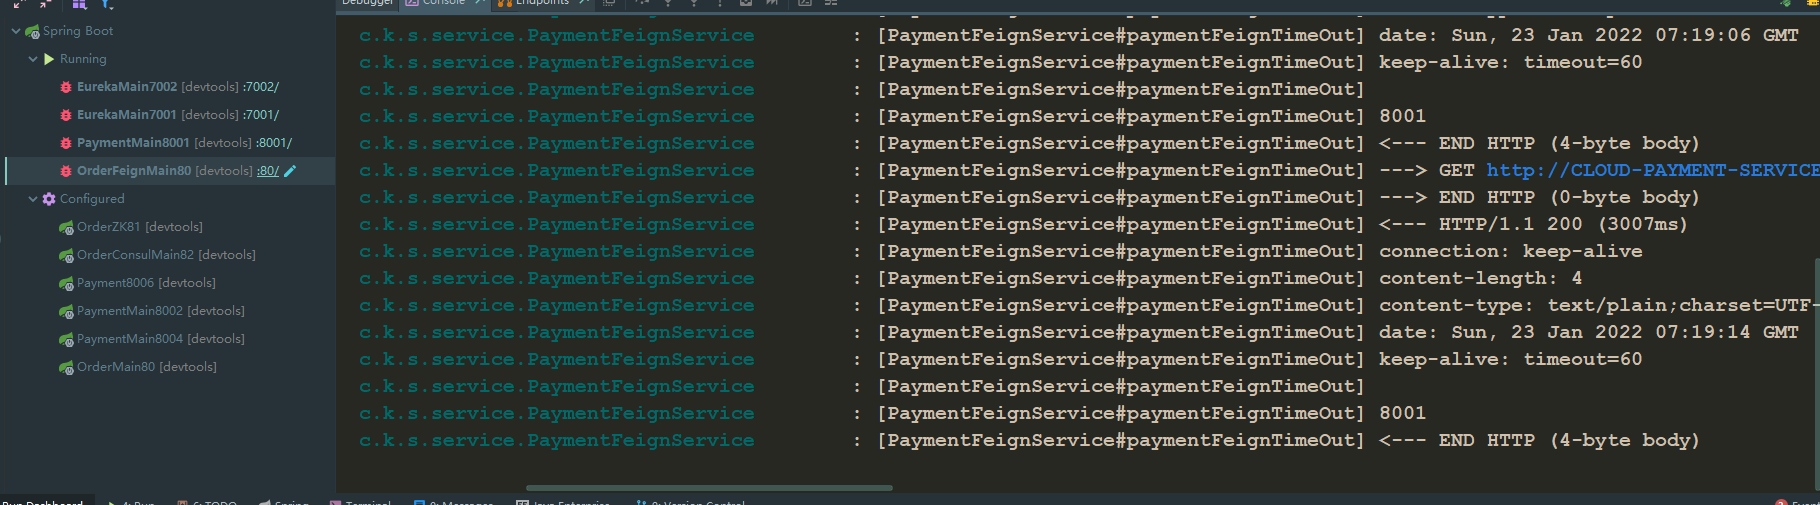 Debugger Console Endpoints
Spring Boot
Running
EurekaMain7002 [devtools] :7002/
EurekaMain7001 [devtools] :7001/
PaymentMain8001 [devtools] :8001/
OrderFeignMain80 [devtools] :80/
Configured
OrderZK81 [devtools]
OrderConsulMain82 [devtools]
Payment8006 [devtools]
PaymentMain8002 [devtools]
PaymentMain8004 [devtools]
OrderMain80 [devtools]
c.k.s.service.PaymentFeignService : [PaymentFeignService#paymentFeignTimeOut] date: Sun, 23 Jan 2022 07:19:06 GMT
c.k.s.service.PaymentFeignService : [PaymentFeignService#paymentFeignTimeOut] keep-alive: timeout=60
c.k.s.service.PaymentFeignService : [PaymentFeignService#paymentFeignTimeOut]
c.k.s.service.PaymentFeignService : [PaymentFeignService#paymentFeignTimeOut] 8001
c.k.s.service.PaymentFeignService : [PaymentFeignService#paymentFeignTimeOut] <--- END HTTP (4-byte body)
c.k.s.service.PaymentFeignService : [PaymentFeignService#paymentFeignTimeOut] ---> GET http://CLOUD-PAYMENT-SERVICE
c.k.s.service.PaymentFeignService : [PaymentFeignService#paymentFeignTimeOut] ---> END HTTP (0-byte body)
c.k.s.service.PaymentFeignService : [PaymentFeignService#paymentFeignTimeOut] <--- HTTP/1.1 200 (3007ms)
c.k.s.service.PaymentFeignService : [PaymentFeignService#paymentFeignTimeOut] connection: keep-alive
c.k.s.service.PaymentFeignService : [PaymentFeignService#paymentFeignTimeOut] content-length: 4
c.k.s.service.PaymentFeignService : [PaymentFeignService#paymentFeignTimeOut] content-type: text/plain;charset=UTF-
c.k.s.service.PaymentFeignService : [PaymentFeignService#paymentFeignTimeOut] date: Sun, 23 Jan 2022 07:19:14 GMT
c.k.s.service.PaymentFeignService : [PaymentFeignService#paymentFeignTimeOut] keep-alive: timeout=60
c.k.s.service.PaymentFeignService : [PaymentFeignService#paymentFeignTimeOut]
c.k.s.service.PaymentFeignService : [PaymentFeignService#paymentFeignTimeOut] 8001
c.k.s.service.PaymentFeignService : [PaymentFeignService#paymentFeignTimeOut] <--- END HTTP (4-byte body)
Run Dashboard 4: Run 6: TODO Spring Terminal 0: Messages Java Enterprise 9: Version Control